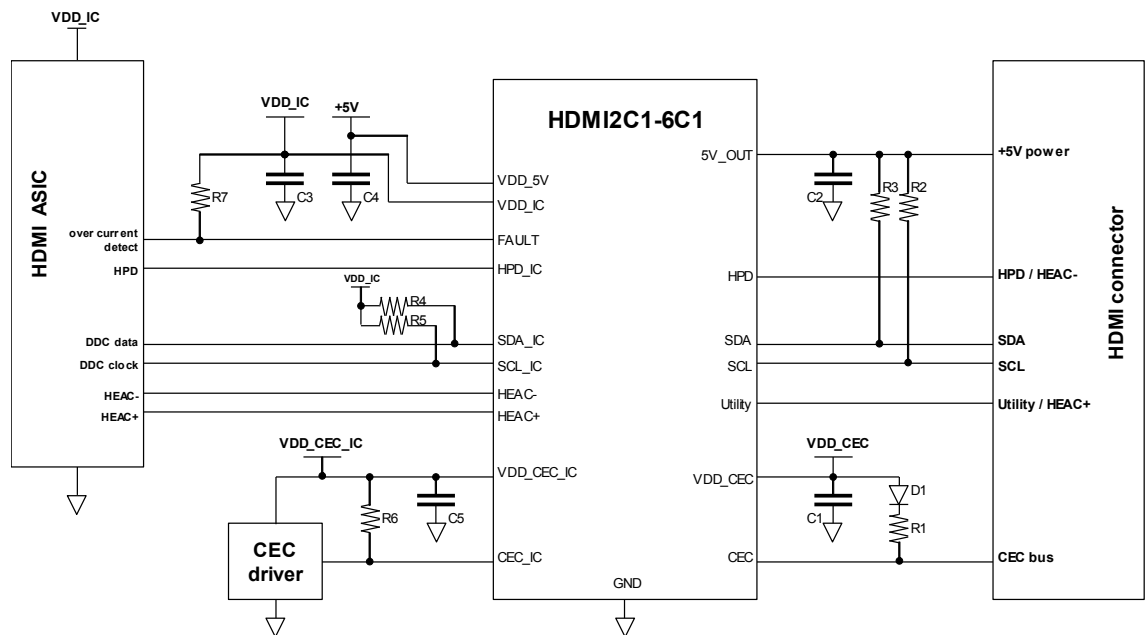 VDD_IC
HDMI ASIC
VDD_IC
+5V
HDMI2C1-6C1
HDMI connector
5V_OUT
+5V power
R7
C3
C4
VDD_5V
VDD_IC
C2
R3
R2
over current
detect
FAULT
HPD
HPD_IC
HPD
HPD / HEAC-
VDD_IC
R4
R5
DDC data
SDA_IC
SDA
SDA
DDC clock
SCL_IC
SCL
SCL
HEAC-
HEAC-
Utility
Utility / HEAC+
HEAC+
HEAC+
VDD_CEC_IC
VDD_CEC
VDD_CEC_IC
VDD_CEC
R6
C5
C1
D1
R1
CEC
driver
CEC_IC
CEC
CEC bus
GND